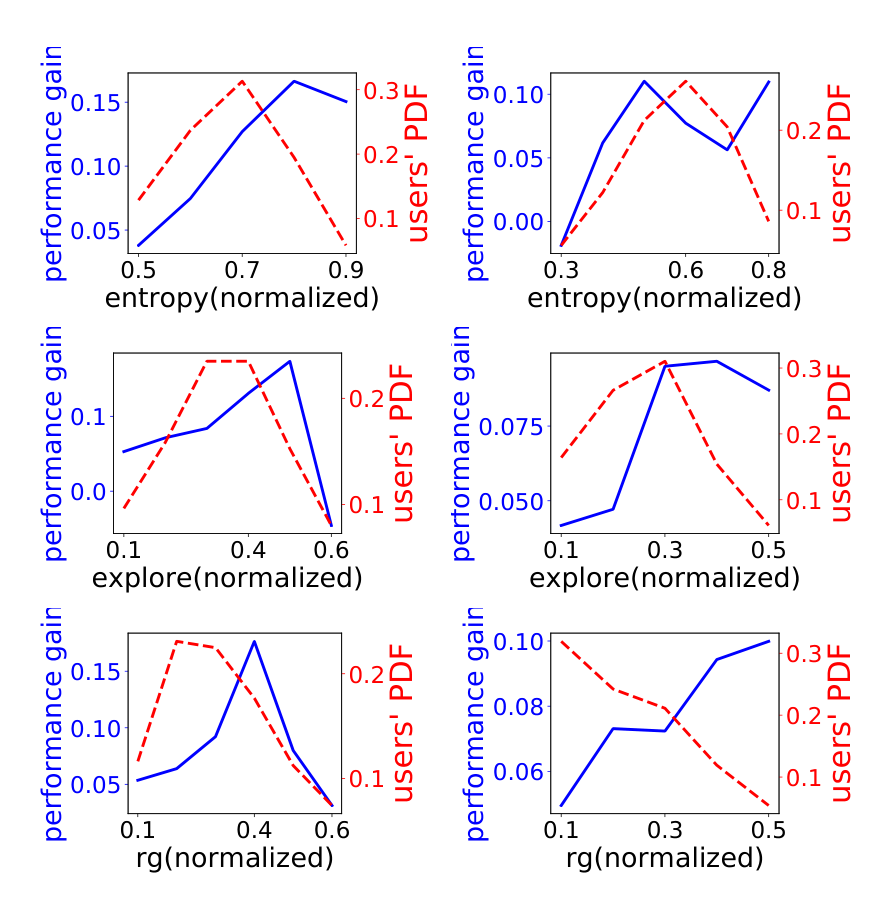 performance gain
0.15
0.10
0.05
0.3
0.2
0.1
users' PDF
0.5 0.7 0.9
entropy(normalized)
performance gain
0.10
0.05
0.00
0.2
0.1
users' PDF
0.3 0.6 0.8
entropy(normalized)
performance gain
0.1
0.0
0.2
0.1
users' PDF
0.1 0.4 0.6
explore(normalized)
performance gain
0.075
0.050
0.3
0.2
0.1
users' PDF
0.1 0.3 0.5
explore(normalized)
performance gain
0.15
0.10
0.05
0.2
0.1
users' PDF
0.1 0.4 0.6
rg(normalized)
performance gain
0.10
0.08
0.06
0.3
0.2
0.1
users' PDF
0.1 0.3 0.5
rg(normalized)